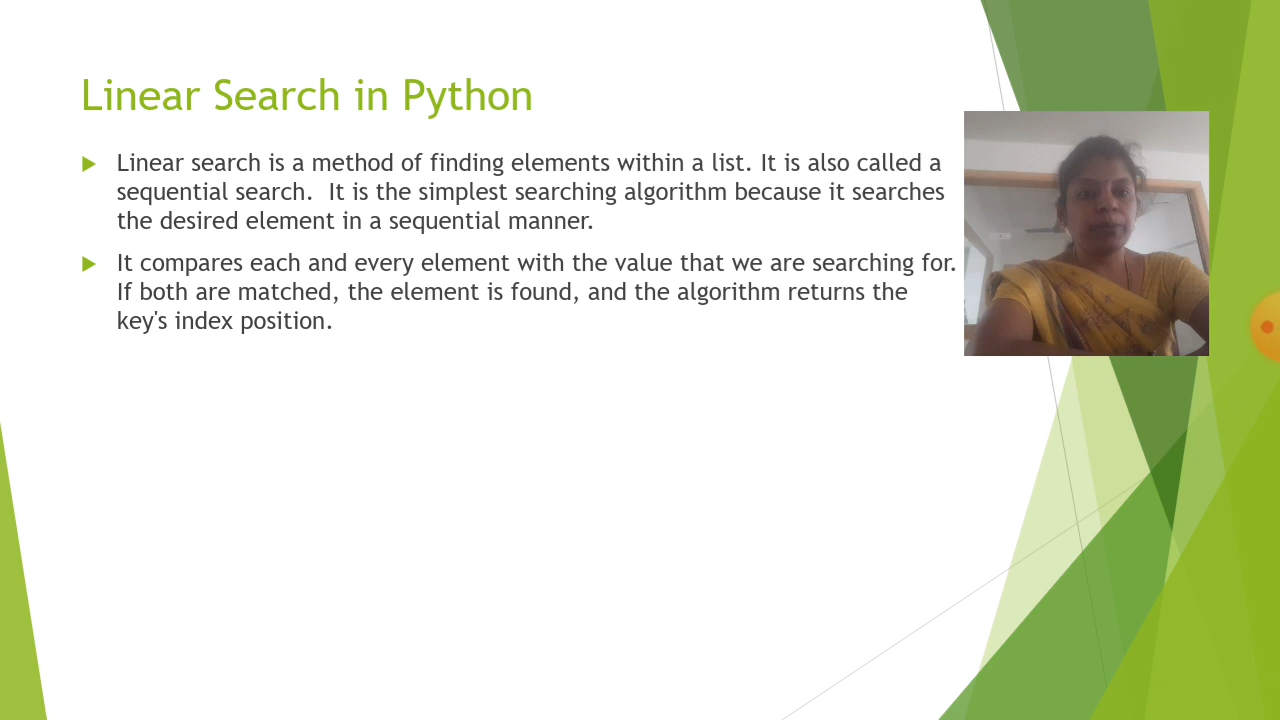 Linear Search in Python
Linear search is a method of finding elements within a list. It is also called a
sequential search.  It is the simplest searching algorithm because it searches
the desired element in a sequential manner.
It compares each and every element with the value that we are searching for.
If both are matched, the element is found, and the algorithm returns the
key's index position.